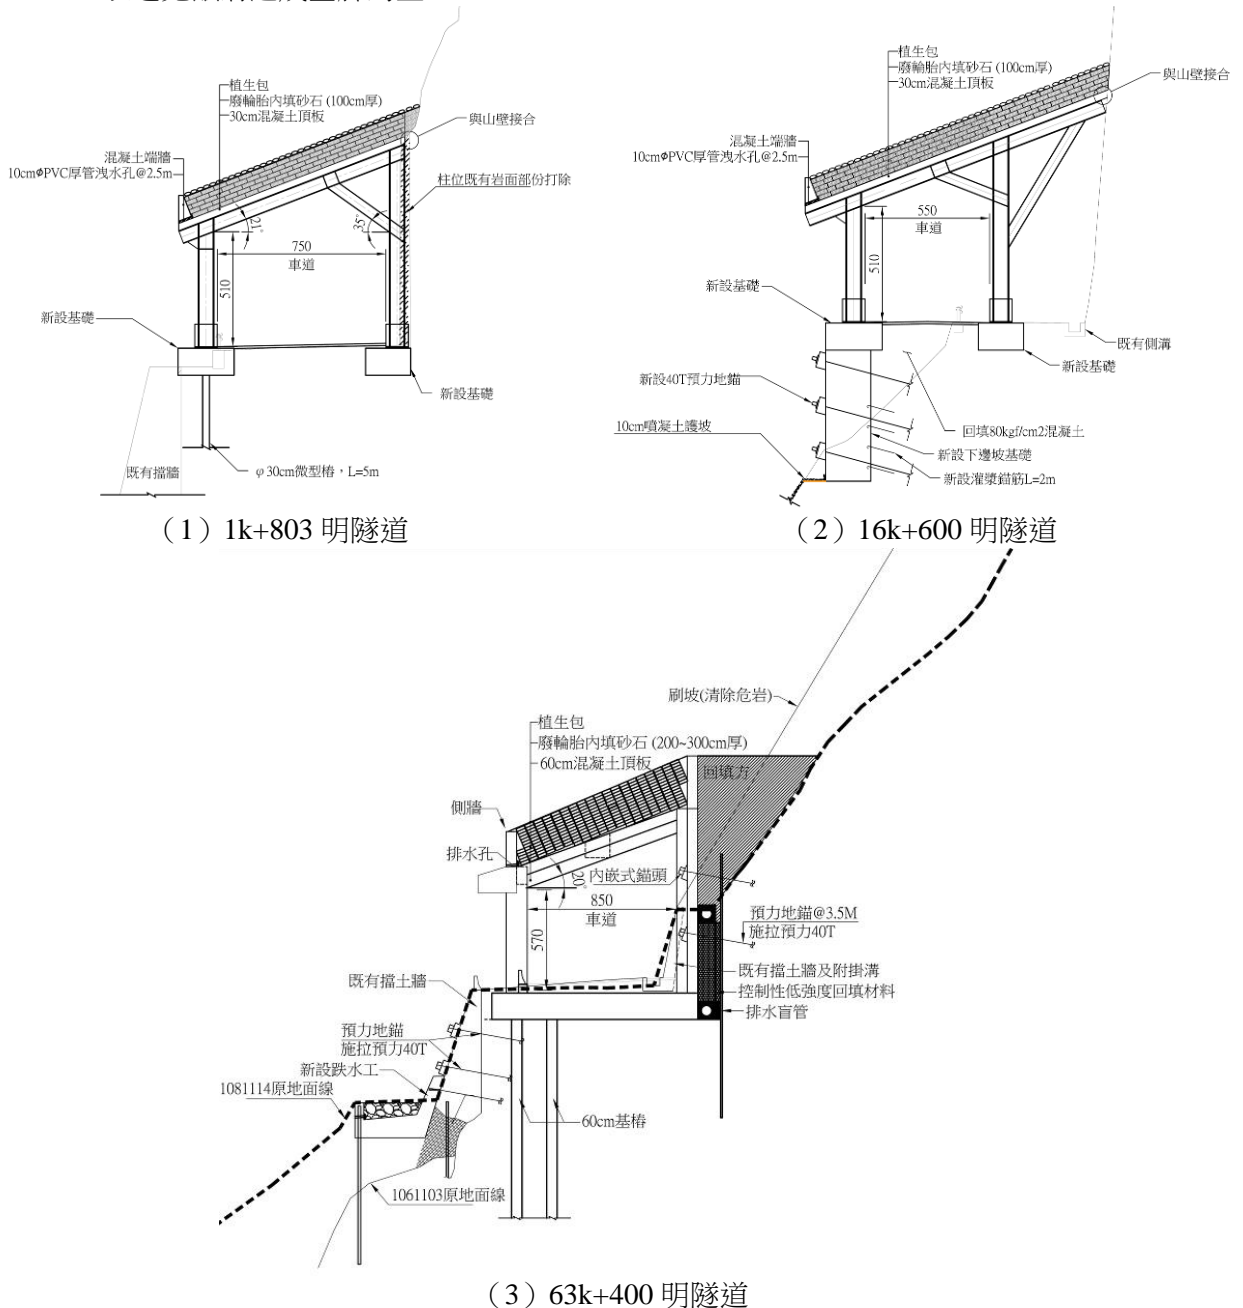 植生包
廢輪胎內填砂石 (100cm厚)
30cm混凝土頂板
與山壁接合
混凝土端牆
10cmΦPVC厚管洩水孔@2.5m
柱位既有岩面部份打除
21°
35°
750
車道
510
新設基礎
新設基礎
既有擋牆
φ30cm微型樁，L=5m
（1）1k+803 明隧道
植生包
廢輪胎內填砂石 (100cm厚)
30cm混凝土頂板
與山壁接合
混凝土端牆
10cmΦPVC厚管洩水孔@2.5m
550
車道
510
新設基礎
既有側溝
新設基礎
新設40T預力地錨
10cm噴凝土護坡
回填80kgf/cm2混凝土
新設下邊坡基礎
新設灌漿錨筋L=2m
（2）16k+600 明隧道
刷坡(清除危岩)
植生包
廢輪胎內填砂石 (200~300cm厚)
60cm混凝土頂板
回填方
側牆
排水孔
20°
內嵌式錨頭
850
車道
570
預力地錨@3.5M
施拉預力40T
既有擋土牆及附掛溝
控制性低強度回填材料
排水盲管
既有擋土牆
預力地錨
施拉預力40T
新設跌水工
1081114原地面線
60cm基樁
1061103原地面線
（3）63k+400 明隧道